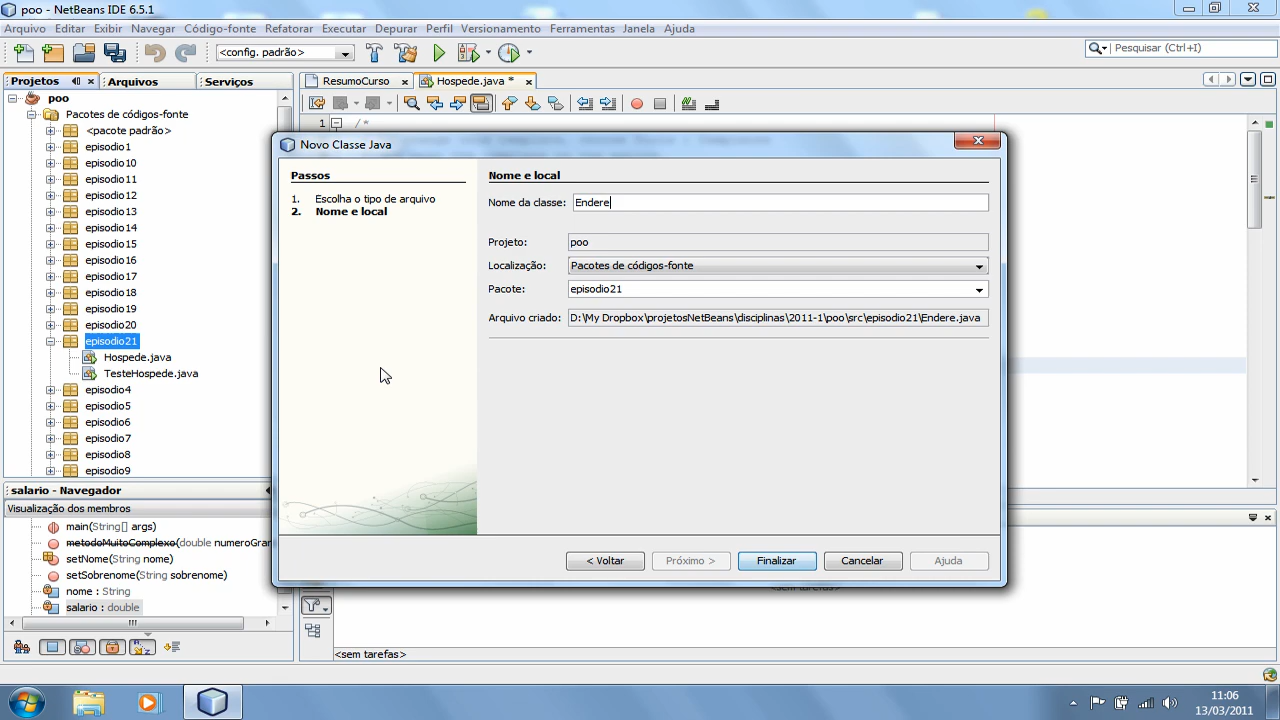 poo - NetBeans IDE 6.5.1
Arquivo Editar Exibir Navegar Código-fonte Refatorar Executar Depurar Perfil Versionamento Ferramentas Janela Ajuda
<config. padrão>
Pesquisar (Ctrl+I)
Projetos Arquivos Serviços
ResumoCurso Hospede.java *
poo
Pacotes de códigos-fonte
<pacote padrão>
episodio1
episodio10
episodio11
episodio12
episodio13
episodio14
episodio15
episodio16
episodio17
episodio18
episodio19
episodio20
episodio21
Hospede.java
TesteHospede.java
episodio4
episodio5
episodio6
episodio7
episodio8
episodio9
1 /*
Novo Classe Java
Passos
1. Escolha o tipo de arquivo
2. Nome e local
Nome e local
Nome da classe: Endere
Projeto: poo
Localização: Pacotes de códigos-fonte
Pacote: episodio21
Arquivo criado: D:\My Dropbox\projetosNetBeans\disciplinas\2011-1\poo\src\episodio21\Endere.java
< Voltar Próximo > Finalizar Cancelar Ajuda
salario - Navegador
Visualização dos membros
main(String[] args)
metodoMuitoComplexo(double numeroGran
setNome(String nome)
setSobrenome(String sobrenome)
nome : String
salario : double
<sem tarefas>
<sem tarefas>
11:06
13/03/2011